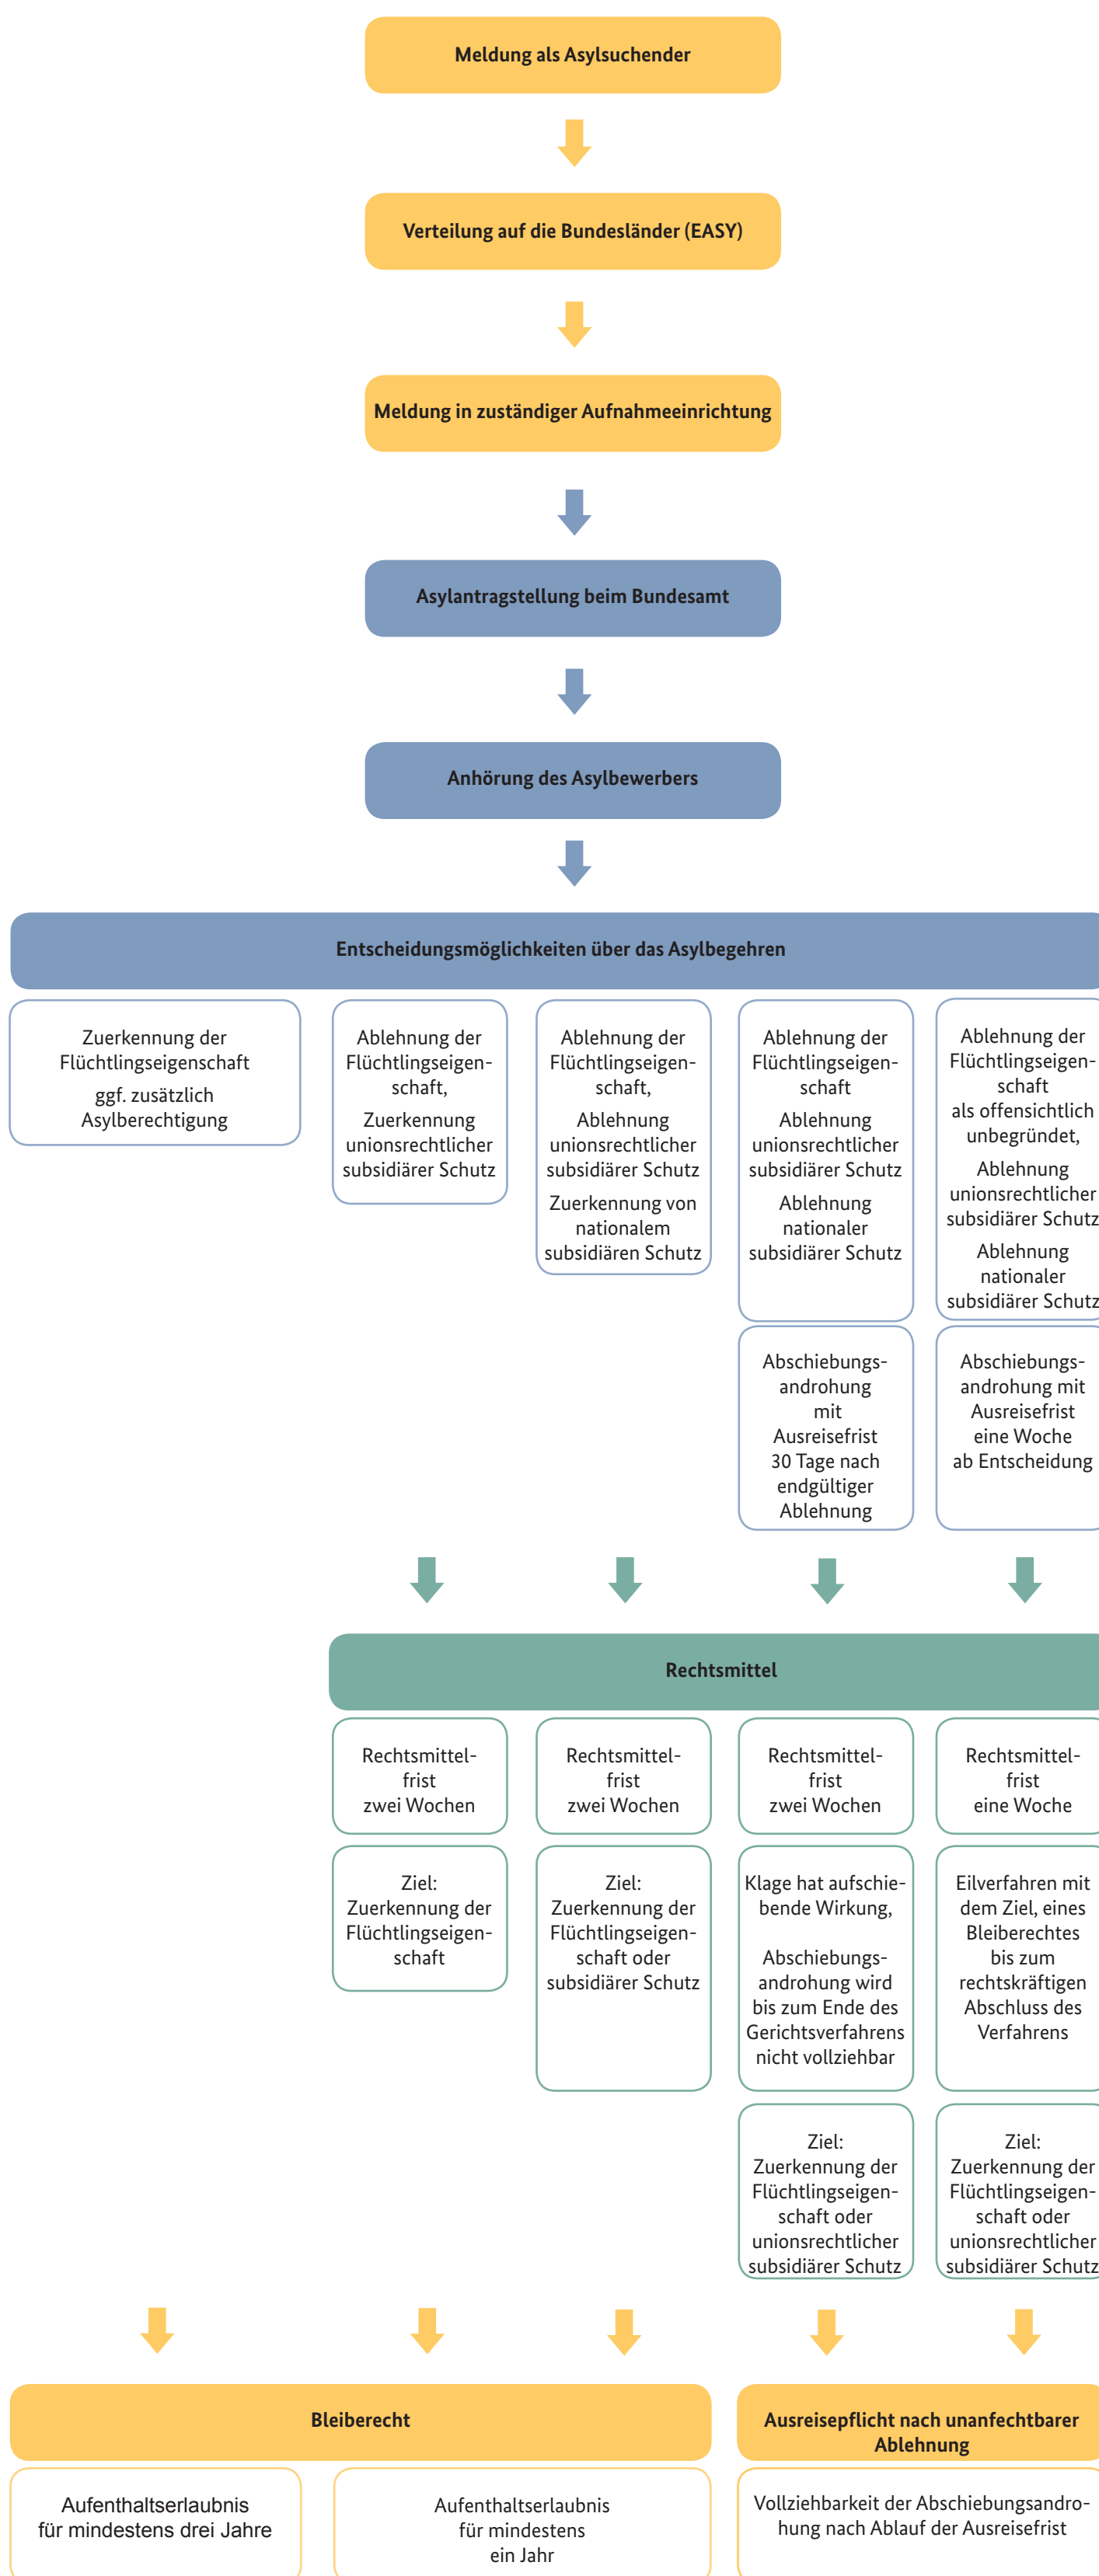 Meldung als Asylsuchender
Verteilung auf die Bundesländer (EASY)
Meldung in zuständiger Aufnahmeeinrichtung
Asylantragstellung beim Bundesamt
Anhörung des Asylbewerbers
Entscheidungsmöglichkeiten über das Asylbegehren
Zuerkennung der
Flüchtlingseigenschaft
ggf. zusätzlich
Asylberechtigung
Ablehnung der
Flüchtlingseigen-
schaft,
Zuerkennung
unionsrechtlicher
subsidiärer Schutz
Ablehnung der
Flüchtlingseigen-
schaft,
Ablehnung
unionsrechtlicher
subsidiärer Schutz
Zuerkennung von
nationalem
subsidiären Schutz
Ablehnung der
Flüchtlingseigen-
schaft
Ablehnung
unionsrechtlicher
subsidiärer Schutz
Ablehnung
nationaler
subsidiärer Schutz
Ablehnung der
Flüchtlingseigen-
schaft
als offensichtlich
unbegründet,
Ablehnung
unionsrechtlicher
subsidiärer Schutz
Ablehnung
nationaler
subsidiärer Schutz
Abschiebungs-
androhung
mit
Ausreisefrist
30 Tage nach
endgültiger
Ablehnung
Abschiebungs-
androhung mit
Ausreisefrist
eine Woche
ab Entscheidung
Rechtsmittel
Rechtsmittel-
frist
zwei Wochen
Rechtsmittel-
frist
zwei Wochen
Rechtsmittel-
frist
zwei Wochen
Rechtsmittel-
frist
eine Woche
Ziel:
Zuerkennung der
Flüchtlingseigen-
schaft
Ziel:
Zuerkennung der
Flüchtlingseigen-
schaft oder
subsidiärer Schutz
Klage hat aufschie-
bende Wirkung,
Abschiebungs-
androhung wird
bis zum Ende des
Gerichtsverfahrens
nicht vollziehbar
Eilverfahren mit
dem Ziel, eines
Bleiberechtes
bis zum
rechtskräftigen
Abschluss des
Verfahrens
Ziel:
Zuerkennung der
Flüchtlingseigen-
schaft oder
unionsrechtlicher
subsidiärer Schutz
Ziel:
Zuerkennung der
Flüchtlingseigen-
schaft oder
unionsrechtlicher
subsidiärer Schutz
Bleiberecht
Ausreisepflicht nach unanfechtbarer
Ablehnung
Aufenthaltserlaubnis
für mindestens drei Jahre
Aufenthaltserlaubnis
für mindestens
ein Jahr
Vollziehbarkeit der Abschiebungsandro-
hung nach Ablauf der Ausreisefrist